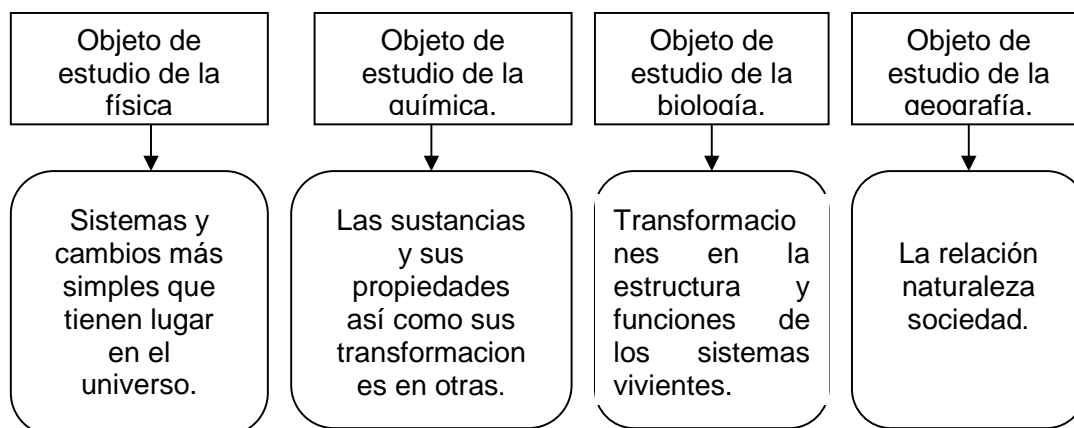 Objeto de
estudio de la
física
Objeto de
estudio de la
química.
Objeto de
estudio de la
biología.
Objeto de
estudio de la
geografía.
Sistemas y
cambios más
simples que
tienen lugar
en el
universo.
Las sustancias
y sus
propiedades
así como sus
transformacion
es en otras.
Transformacio
nes en la
estructura y
funciones de
los sistemas
vivientes.
La relación
naturaleza
sociedad.